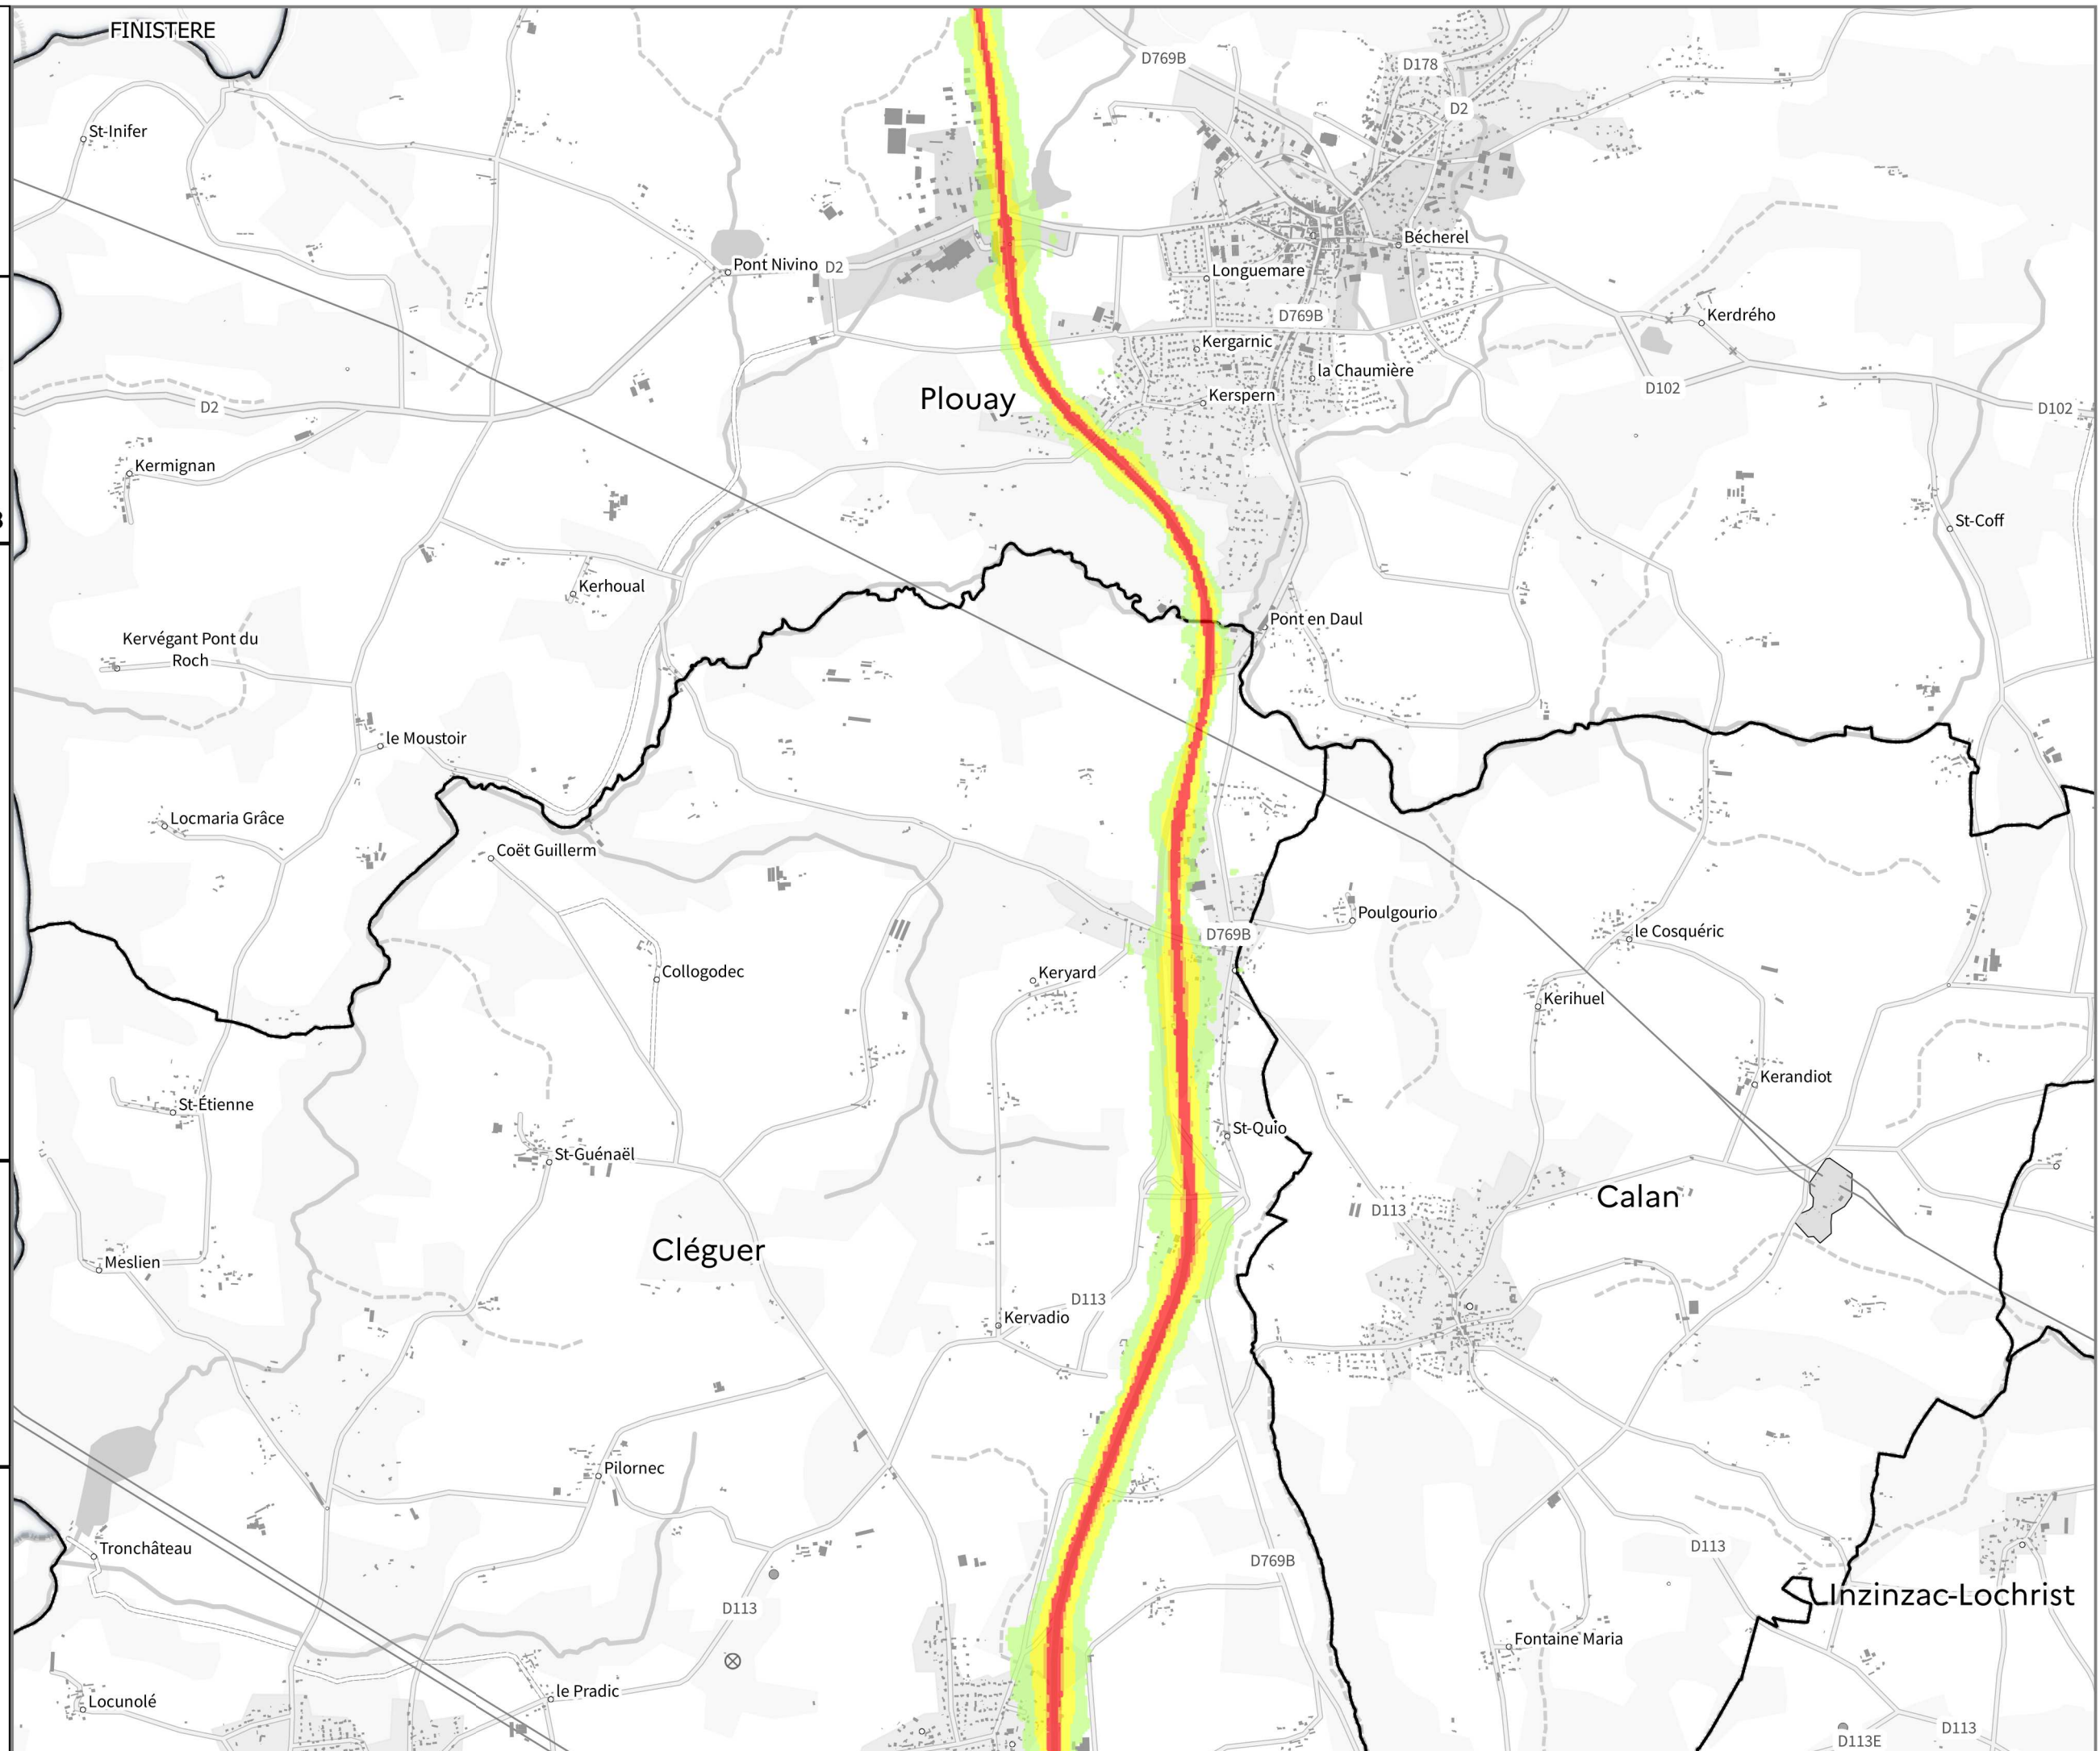 FINISTERE
D769B
D178
D2
St-Inifer
Bécherel
Pont Nivino
D2
Longuemare
Kerdrého
D769B
Kergarnic
la Chaumière
D102
Plouay
Kerspern
D2
D102
Kermignan
St-Coff
Kerhoual
Pont en Daul
Kervégant Pont du
Roch
le Moustoir
Locmaria Grâce
Coët Guillerm
Poulgourio
D769B
le Cosquéric
Collogodec
Keryard
Kerihuel
Kerandiot
St-Étienne
St-Quio
St-Guénaël
Calan
D113
Cléguer
Meslien
D113
Kervadio
Pilornec
Tronchâteau
D113
D769B
Inzinzac-Lochrist
D113
Fontaine Maria
le Pradic
Locunolé
D113
D113E